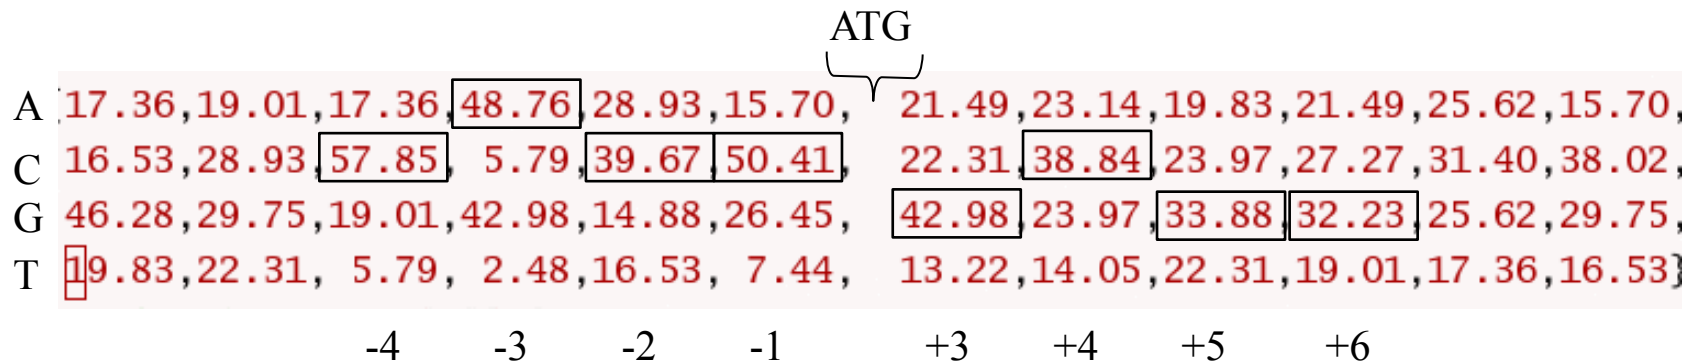 ATG
A 17.36,19.01,17.36,48.76,28.93,15.70, 21.49,23.14,19.83,21.49,25.62,15.70,
C 16.53,28.93,57.85, 5.79,39.67,50.41, 22.31,38.84,23.97,27.27,31.40,38.02,
G 46.28,29.75,19.01,42.98,14.88,26.45, 42.98,23.97,33.88,32.23,25.62,29.75,
T 19.83,22.31, 5.79, 2.48,16.53, 7.44, 13.22,14.05,22.31,19.01,17.36,16.53}
-4 -3 -2 -1 +3 +4 +5 +6